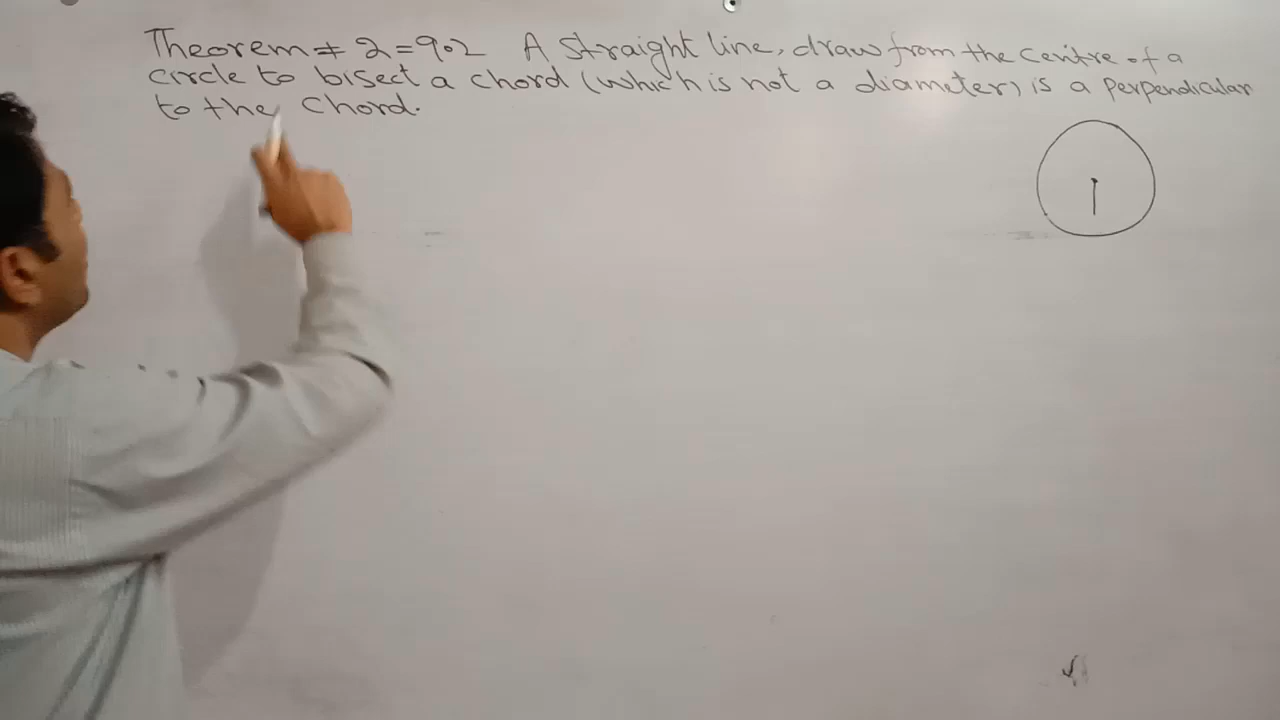 Theorem ≠ 2=9.2 A straight line, draw from the centre of a
circle to bisect a chord (which is not a diameter) is a perpendicular
to the chord.